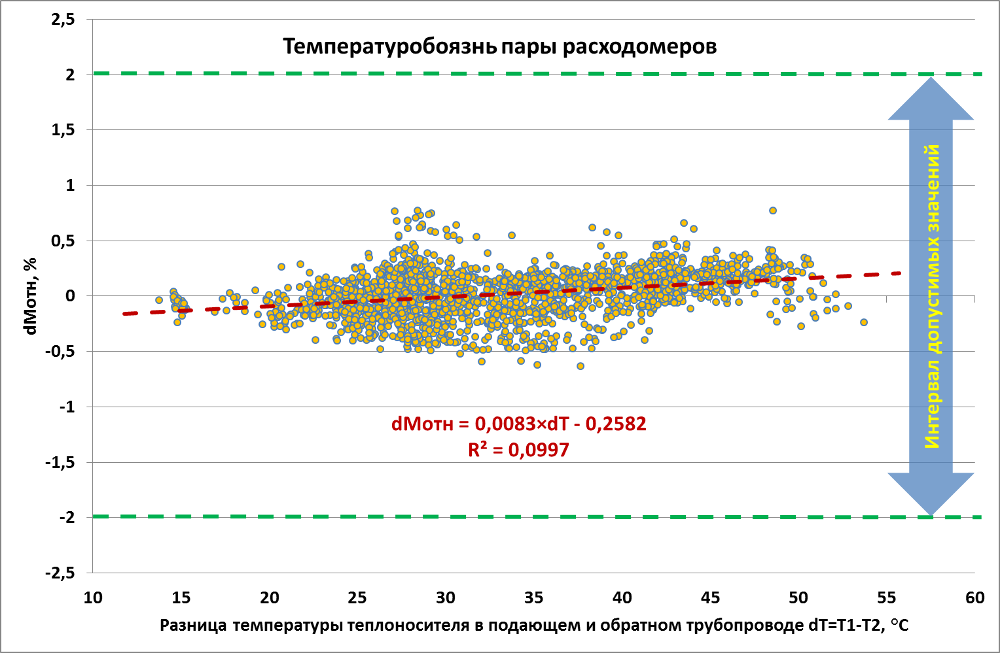 Температуробоязнь пары расходомеров
2,5
2
1,5
1
0,5
0
-0,5
-1
-1,5
-2
-2,5
dMотн, %
Интервал допустимых значений
dMотн = 0,0083×dT - 0,2582
R² = 0,0997
10 15 20 25 30 35 40 45 50 55 60
Разница температуры теплоносителя в подающем и обратном трубопроводе dT=T1-T2, °C